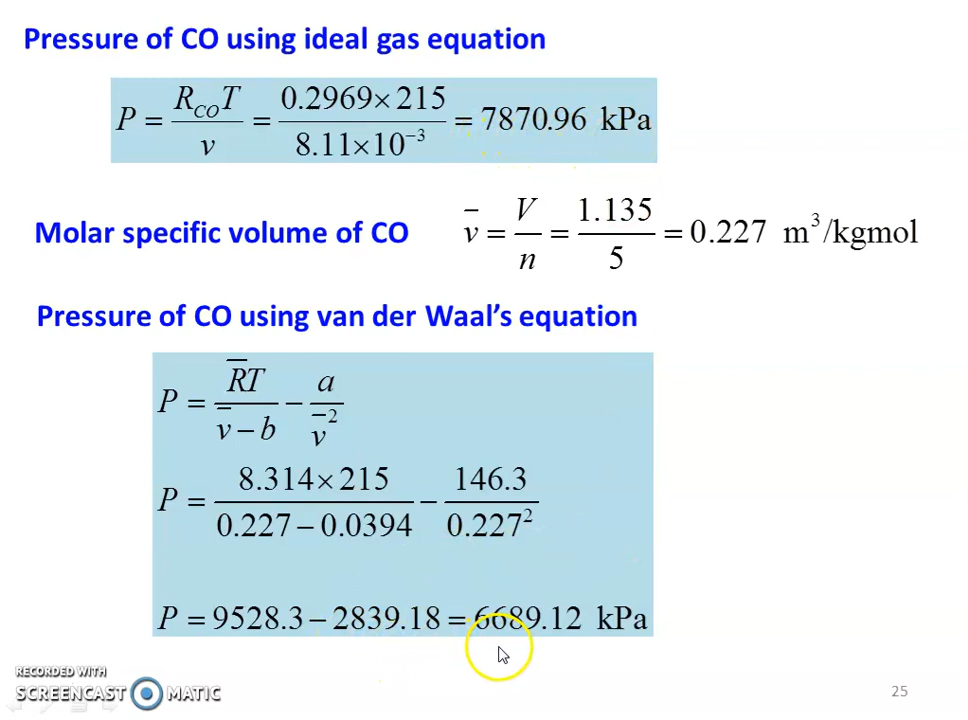 Pressure of CO using ideal gas equation
P = R_CO T / v = 0.2969 × 215 / 8.11 × 10⁻³ = 7870.96 kPa
Molar specific volume of CO v̅ = V / n = 1.135 / 5 = 0.227 m³/kgmol
Pressure of CO using van der Waal’s equation
P = R̅T / v̅ − b − a / v̅²
P = 8.314 × 215 / 0.227 − 0.0394 − 146.3 / 0.227²
P = 9528.3 − 2839.18 = 6689.12 kPa
RECORDED WITH
SCREENCAST MATIC
25